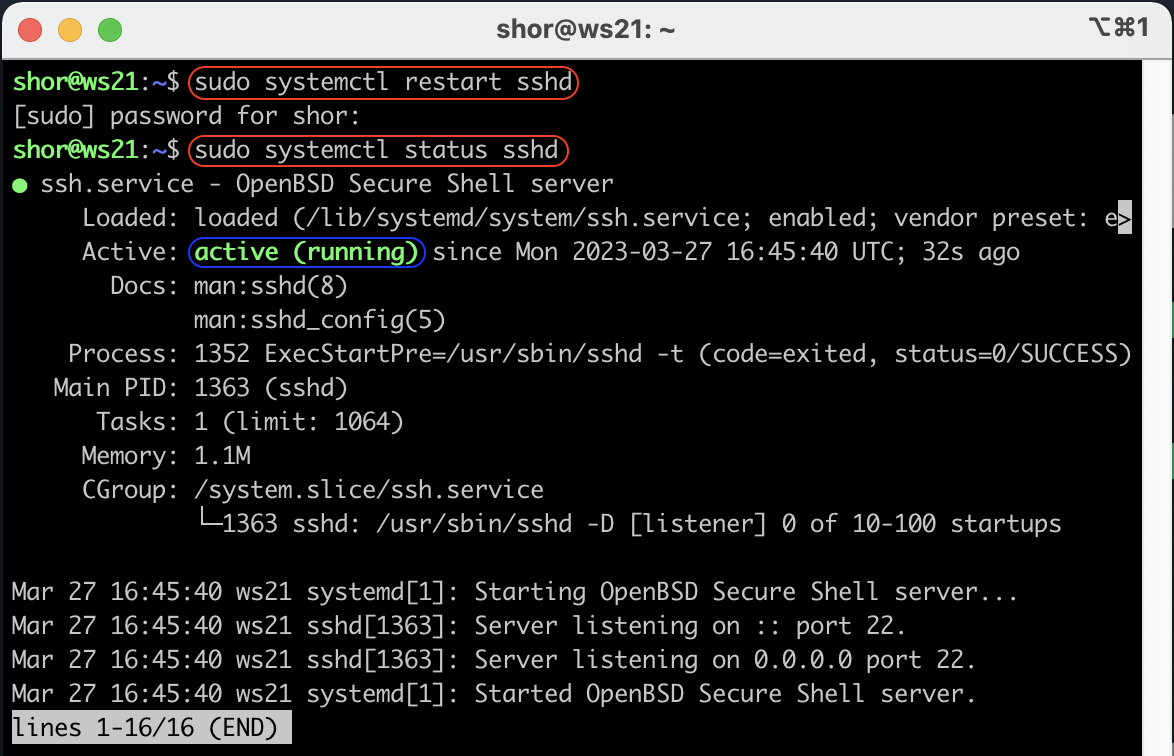 shor@ws21: ~
⌥⌘1
shor@ws21:~$ sudo systemctl restart sshd
[sudo] password for shor:
shor@ws21:~$ sudo systemctl status sshd
● ssh.service - OpenBSD Secure Shell server
     Loaded: loaded (/lib/systemd/system/ssh.service; enabled; vendor preset: e>
     Active: active (running) since Mon 2023-03-27 16:45:40 UTC; 32s ago
       Docs: man:sshd(8)
             man:sshd_config(5)
    Process: 1352 ExecStartPre=/usr/sbin/sshd -t (code=exited, status=0/SUCCESS)
   Main PID: 1363 (sshd)
      Tasks: 1 (limit: 1064)
     Memory: 1.1M
     CGroup: /system.slice/ssh.service
             └─1363 sshd: /usr/sbin/sshd -D [listener] 0 of 10-100 startups
Mar 27 16:45:40 ws21 systemd[1]: Starting OpenBSD Secure Shell server...
Mar 27 16:45:40 ws21 sshd[1363]: Server listening on :: port 22.
Mar 27 16:45:40 ws21 sshd[1363]: Server listening on 0.0.0.0 port 22.
Mar 27 16:45:40 ws21 systemd[1]: Started OpenBSD Secure Shell server.
lines 1-16/16 (END)